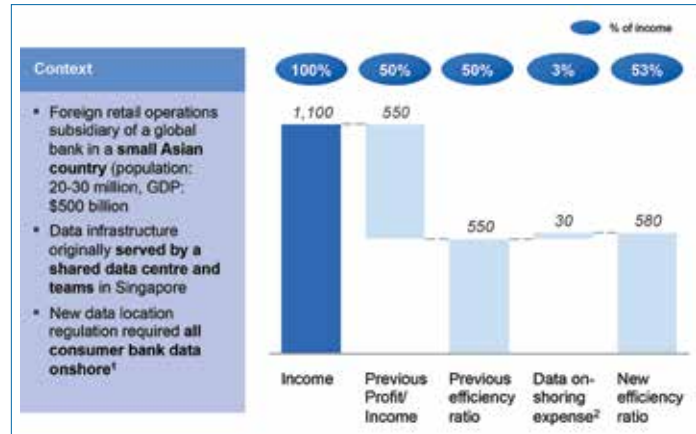 % of income
Context
100% 50% 50% 3% 53%
▪ Foreign retail operations
subsidiary of a global
bank in a small Asian
country (population:
20-30 million, GDP:
$500 billion
▪ Data infrastructure
originally served by a
shared data centre and
teams in Singapore
▪ New data location
regulation required all
consumer bank data
onshore¹
1,100 550
550 30 580
Income Previous Previous Data on- New
Profit/ efficiency shoring efficiency
Income ratio expense² ratio